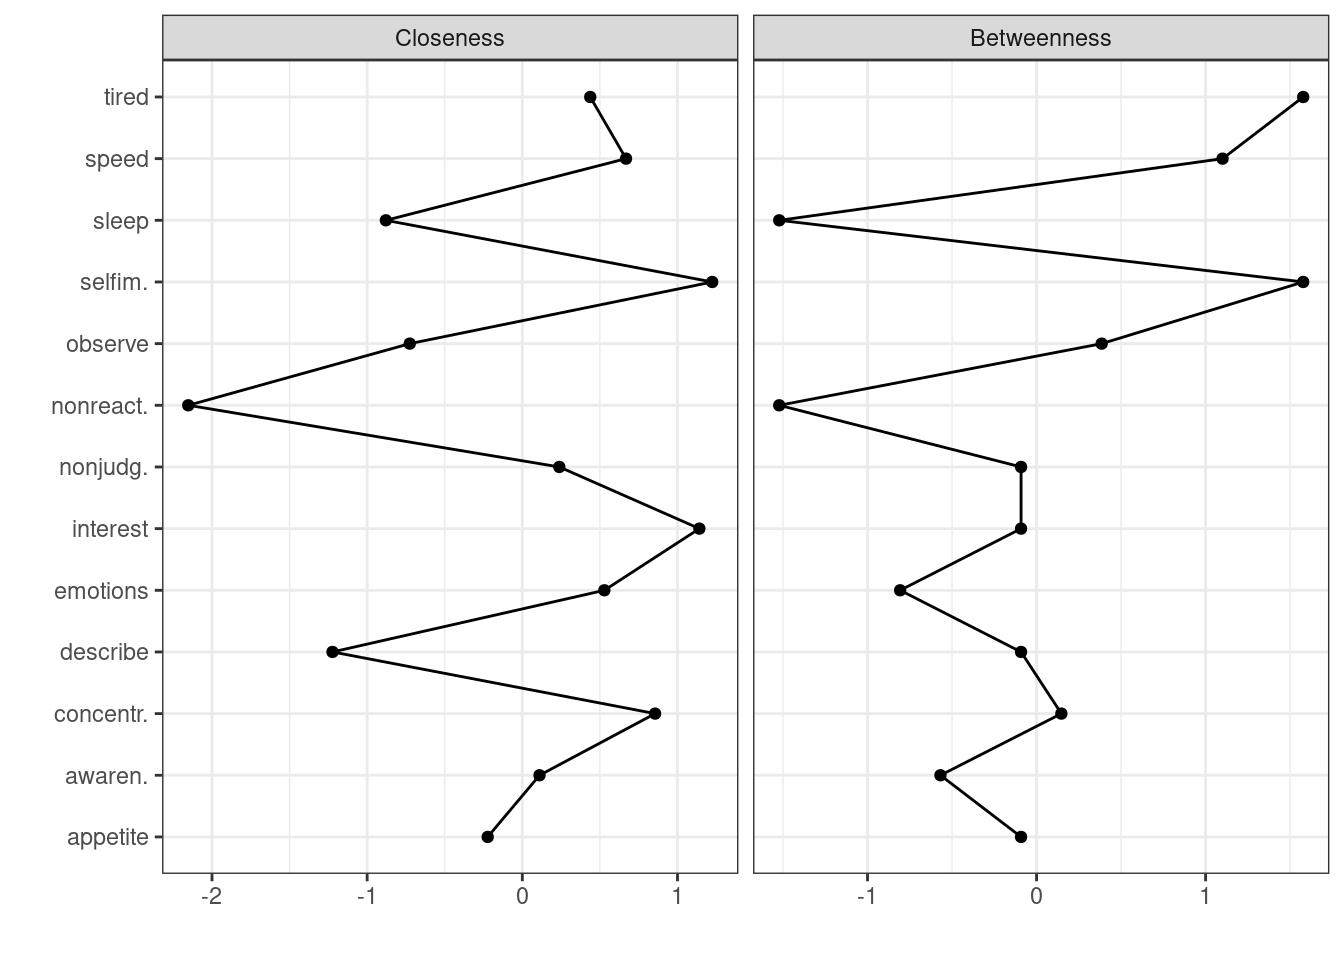 Closeness Betweenness
tired
speed
sleep
selfim.
observe
nonreact.
nonjudg.
interest
emotions
describe
concentr.
awaren.
appetite
-2 -1 0 1 -1 0 1